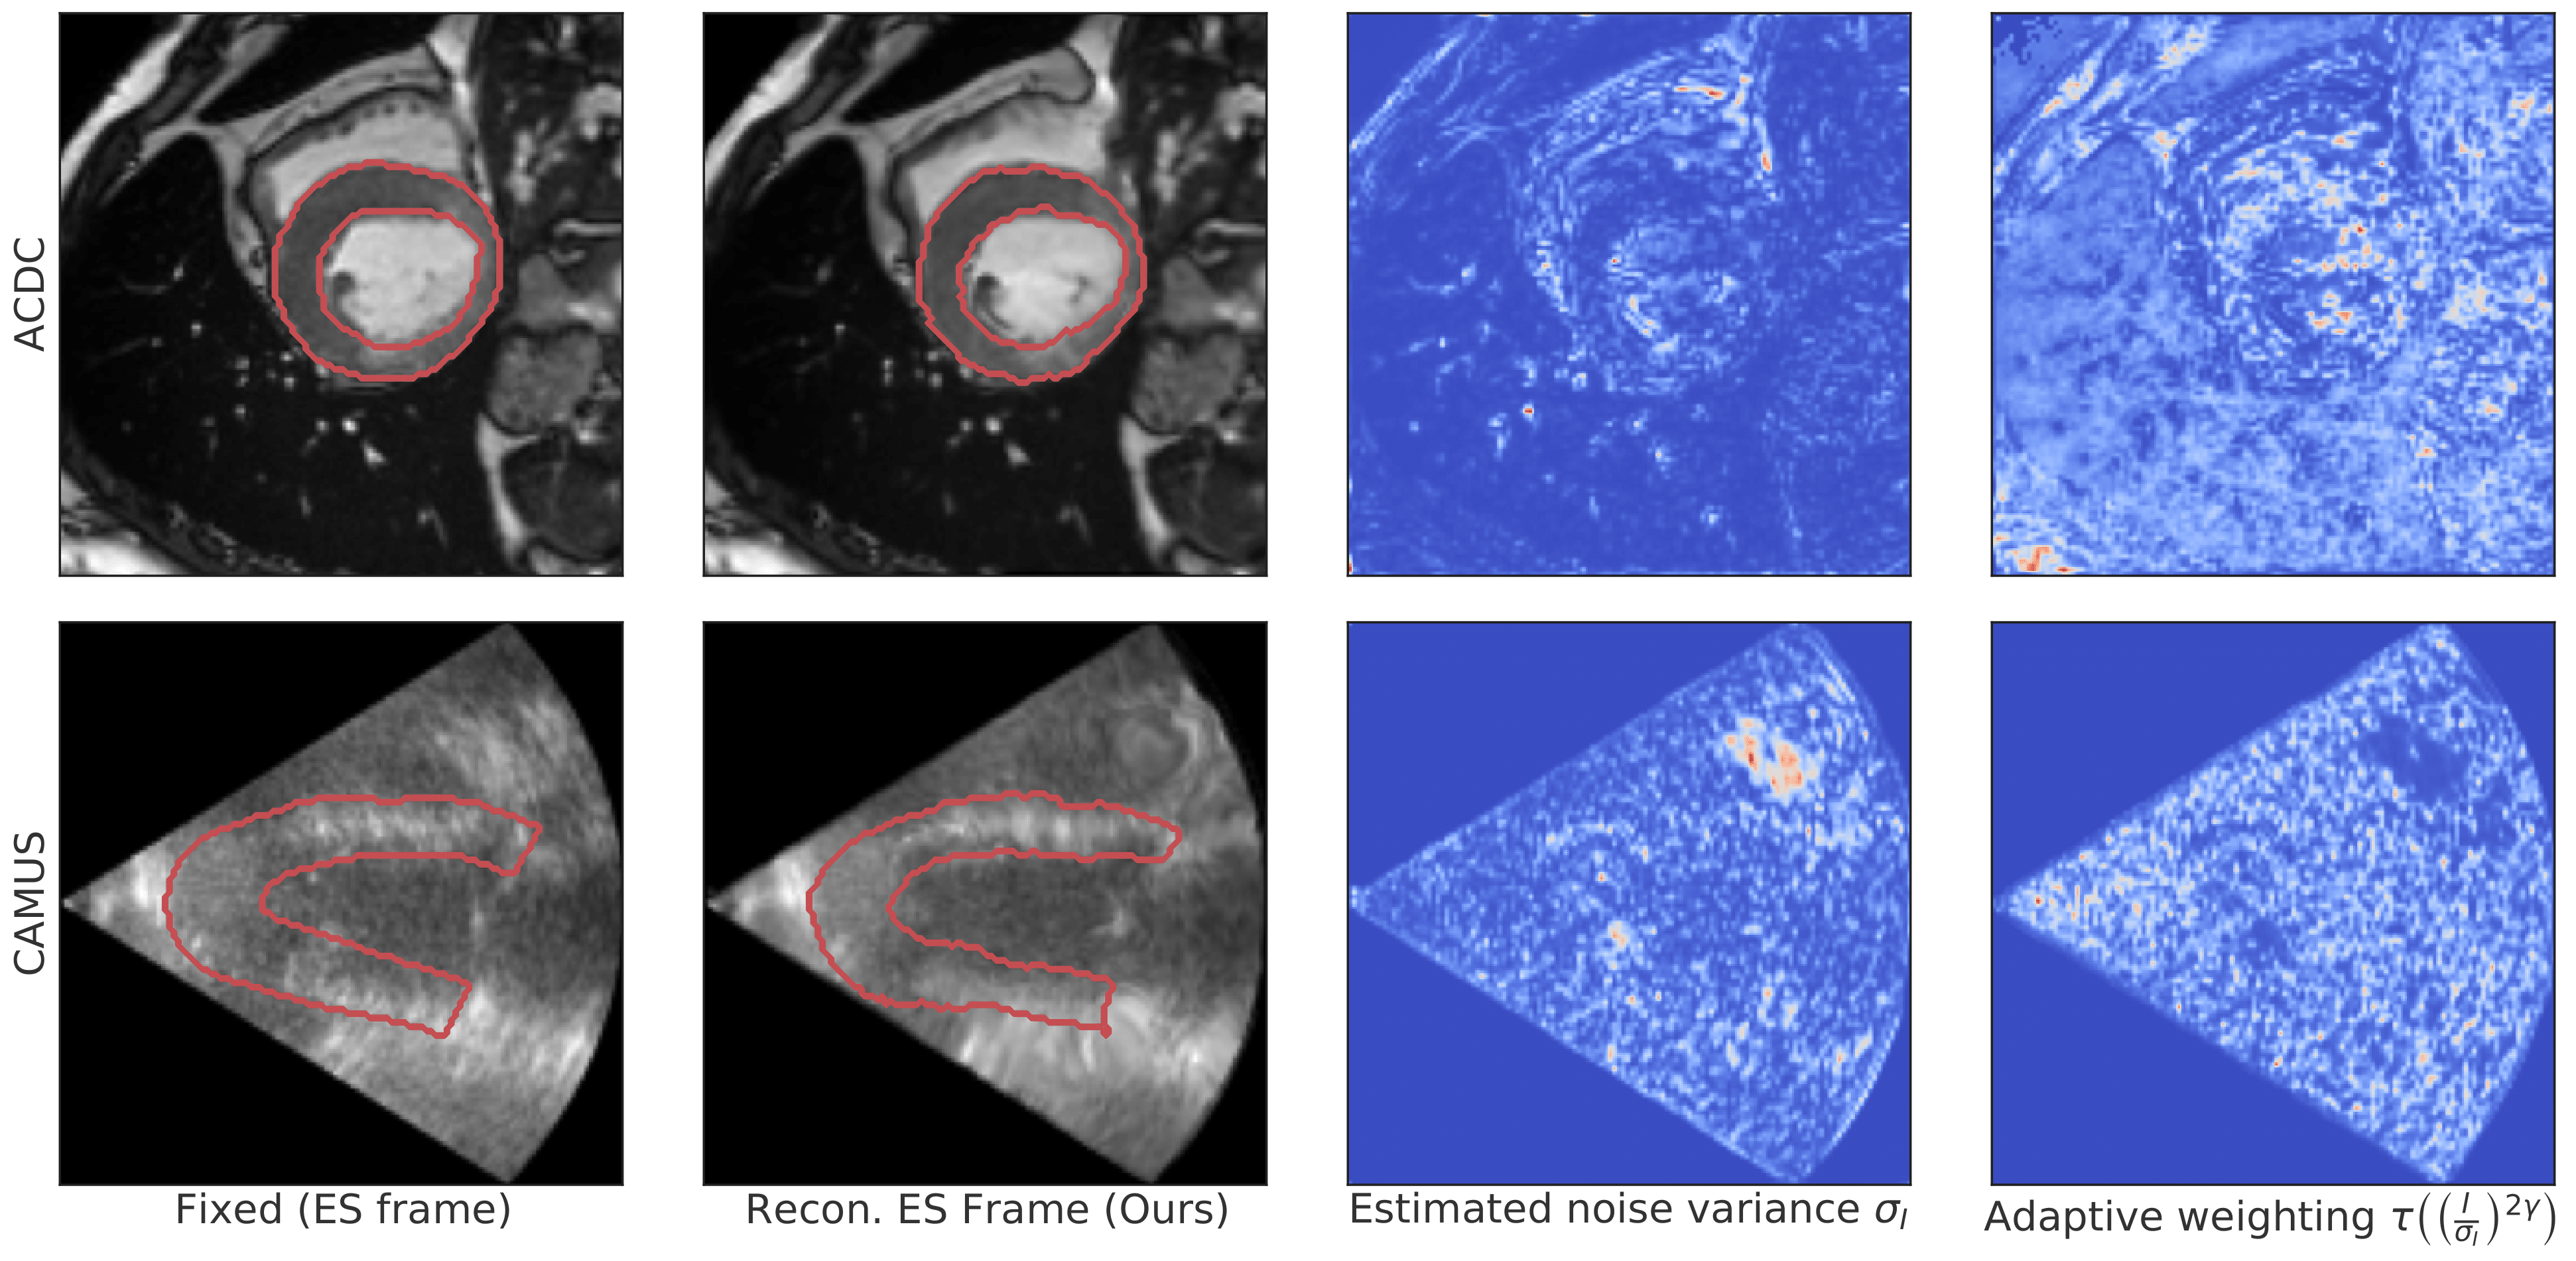 ACDC
CAMUS
Fixed (ES frame)
Recon. ES Frame (Ours)
Estimated noise variance $\sigma_I$
Adaptive weighting $\tau\left(\left(\frac{I}{\sigma_I}\right)^{2\gamma}\right)$